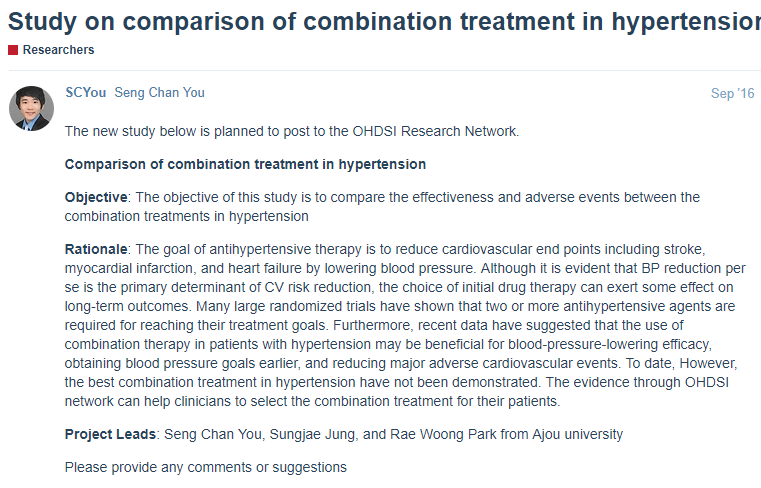 Study on comparison of combination treatment in hypertension
Researchers
SCYou Seng Chan You
Sep '16
The new study below is planned to post to the OHDSI Research Network.
Comparison of combination treatment in hypertension
Objective: The objective of this study is to compare the effectiveness and adverse events between the
combination treatments in hypertension
Rationale: The goal of antihypertensive therapy is to reduce cardiovascular end points including stroke,
myocardial infarction, and heart failure by lowering blood pressure. Although it is evident that BP reduction per
se is the primary determinant of CV risk reduction, the choice of initial drug therapy can exert some effect on
long-term outcomes. Many large randomized trials have shown that two or more antihypertensive agents are
required for reaching their treatment goals. Furthermore, recent data have suggested that the use of
combination therapy in patients with hypertension may be beneficial for blood-pressure-lowering efficacy,
obtaining blood pressure goals earlier, and reducing major adverse cardiovascular events. To date, However,
the best combination treatment in hypertension have not been demonstrated. The evidence through OHDSI
network can help clinicians to select the combination treatment for their patients.
Project Leads: Seng Chan You, Sungjae Jung, and Rae Woong Park from Ajou university
Please provide any comments or suggestions